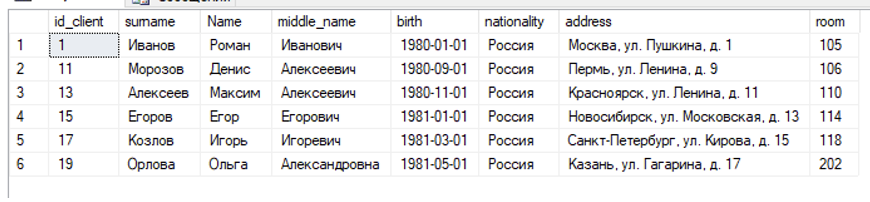 id_client surname Name middle_name birth nationality address room
1 1 Иванов Роман Иванович 1980-01-01 Россия Москва, ул. Пушкина, д. 1 105
2 11 Морозов Денис Алексеевич 1980-09-01 Россия Пермь, ул. Ленина, д. 9 106
3 13 Алексеев Максим Алексеевич 1980-11-01 Россия Красноярск, ул. Ленина, д. 11 110
4 15 Егоров Егор Егорович 1981-01-01 Россия Новосибирск, ул. Московская, д. 13 114
5 17 Козлов Игорь Игоревич 1981-03-01 Россия Санкт-Петербург, ул. Кирова, д. 15 118
6 19 Орлова Ольга Александровна 1981-05-01 Россия Казань, ул. Гагарина, д. 17 202